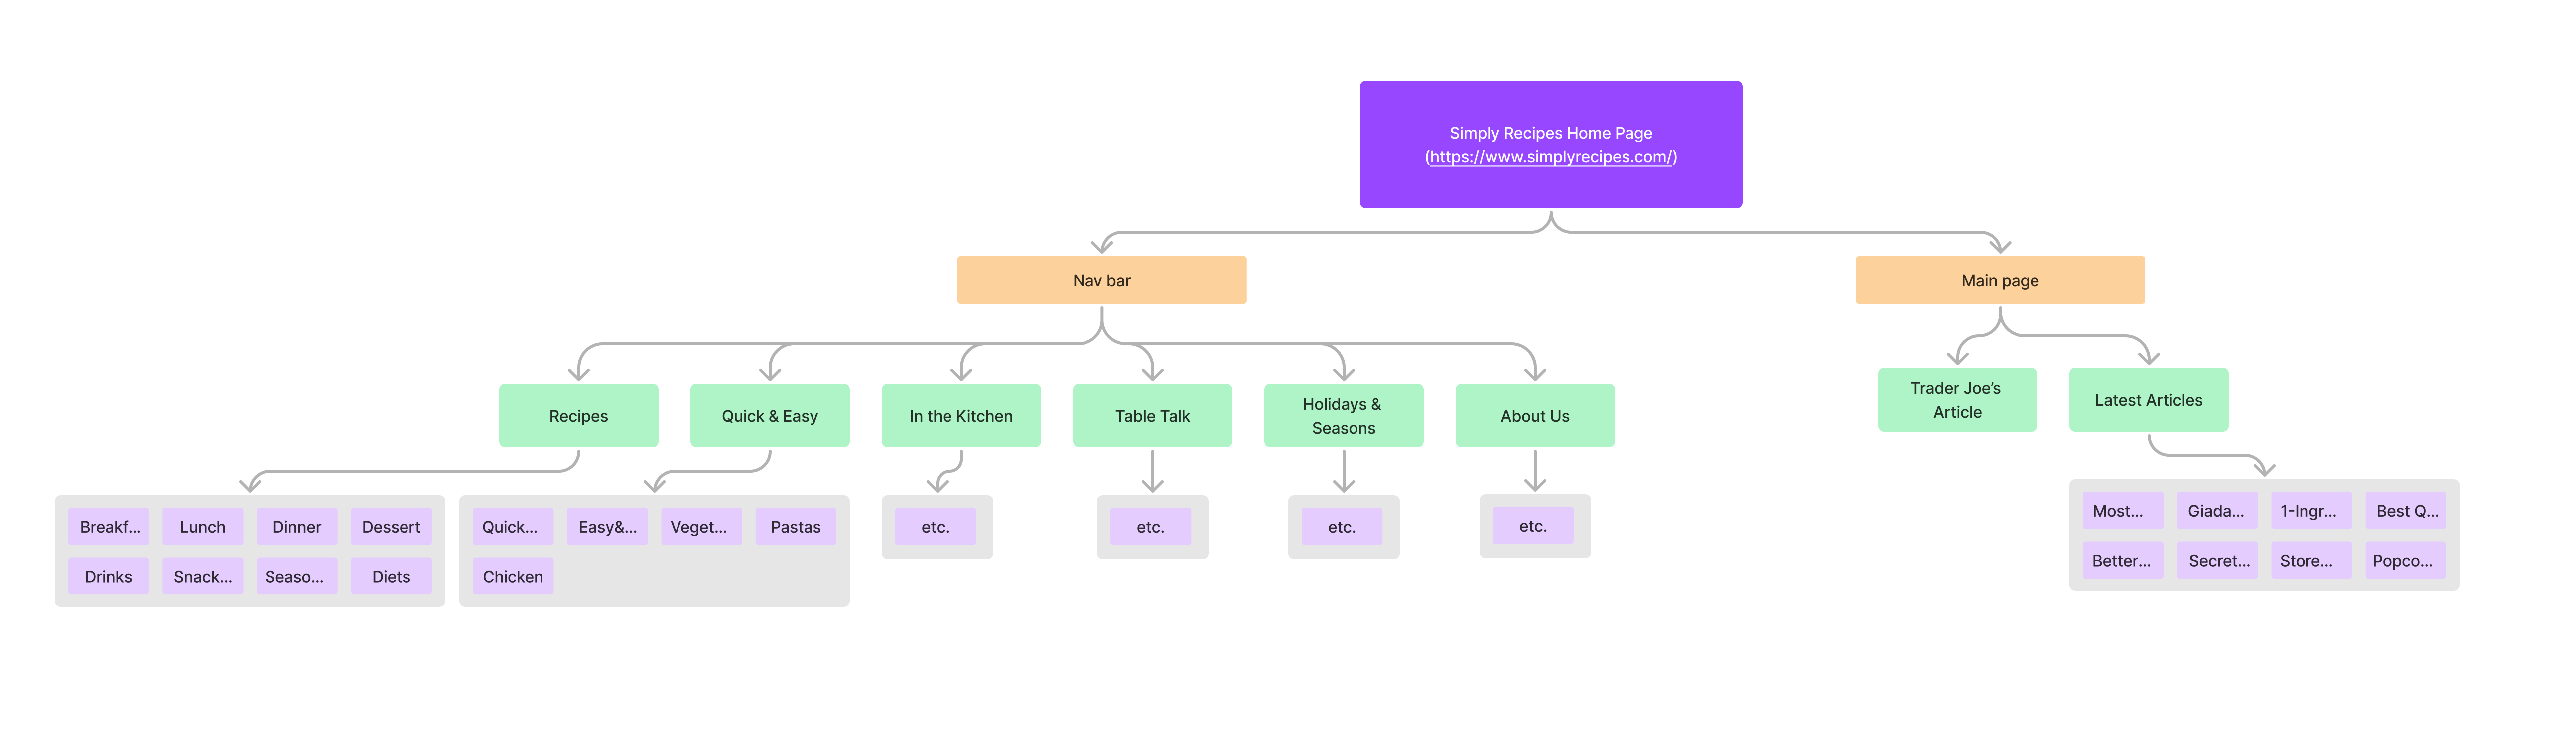 Simply Recipes Home Page
(https://www.simplyrecipes.com/)
Nav bar
Main page
Recipes
Quick & Easy
In the Kitchen
Table Talk
Holidays &
Seasons
About Us
Trader Joe’s
Article
Latest Articles
Breakf...
Lunch
Dinner
Dessert
Drinks
Snack...
Seaso...
Diets
Quick...
Easy&...
Veget...
Pastas
Chicken
etc.
etc.
etc.
etc.
Most...
Giada...
1-Ingr...
Best Q...
Better...
Secret...
Store...
Popco...